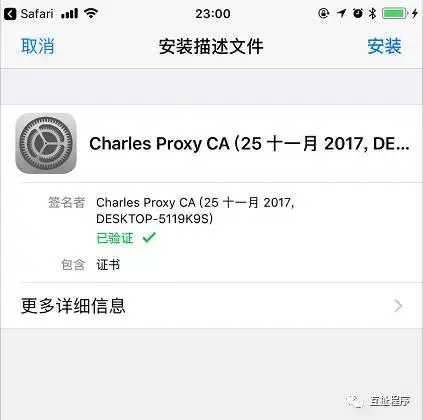 Safari 23:00
取消 安装描述文件 安装
Charles Proxy CA (25 十一月 2017, DE...
签名者 Charles Proxy CA (25 十一月 2017,
DESKTOP-5119K9S)
已验证
包含 证书
更多详细信息
互扯程序